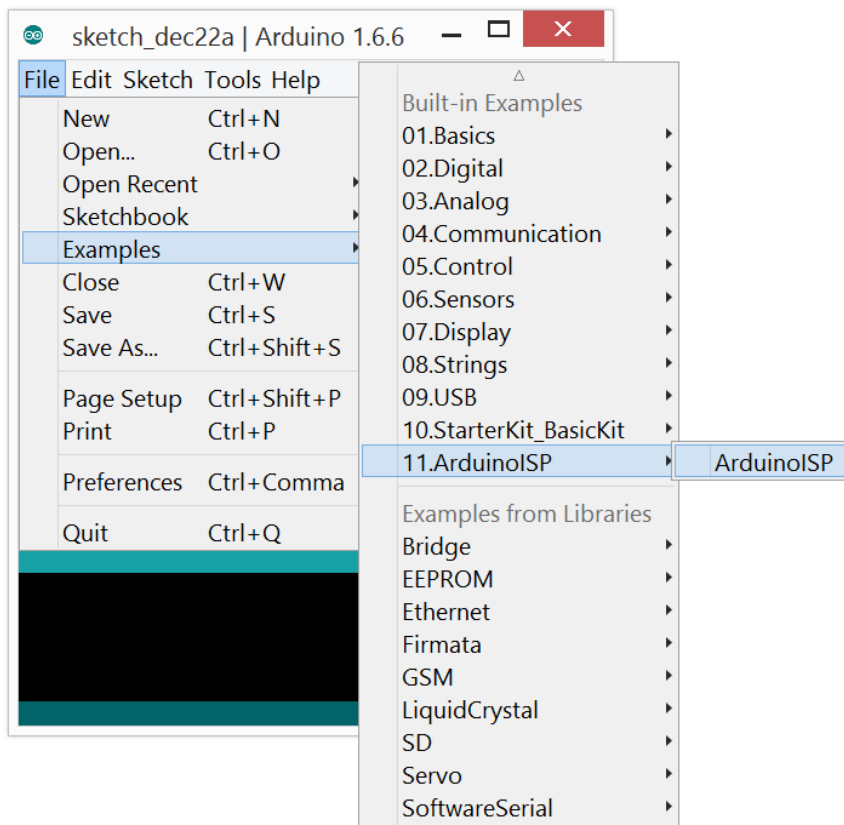 sketch_dec22a | Arduino 1.6.6
File Edit Sketch Tools Help
New Ctrl+N
Open... Ctrl+O
Open Recent
Sketchbook
Examples
Close Ctrl+W
Save Ctrl+S
Save As... Ctrl+Shift+S
Page Setup Ctrl+Shift+P
Print Ctrl+P
Preferences Ctrl+Comma
Quit Ctrl+Q
Built-in Examples
01.Basics
02.Digital
03.Analog
04.Communication
05.Control
06.Sensors
07.Display
08.Strings
09.USB
10.StarterKit_BasicKit
11.ArduinoISP
ArduinoISP
Examples from Libraries
Bridge
EEPROM
Ethernet
Firmata
GSM
LiquidCrystal
SD
Servo
SoftwareSerial